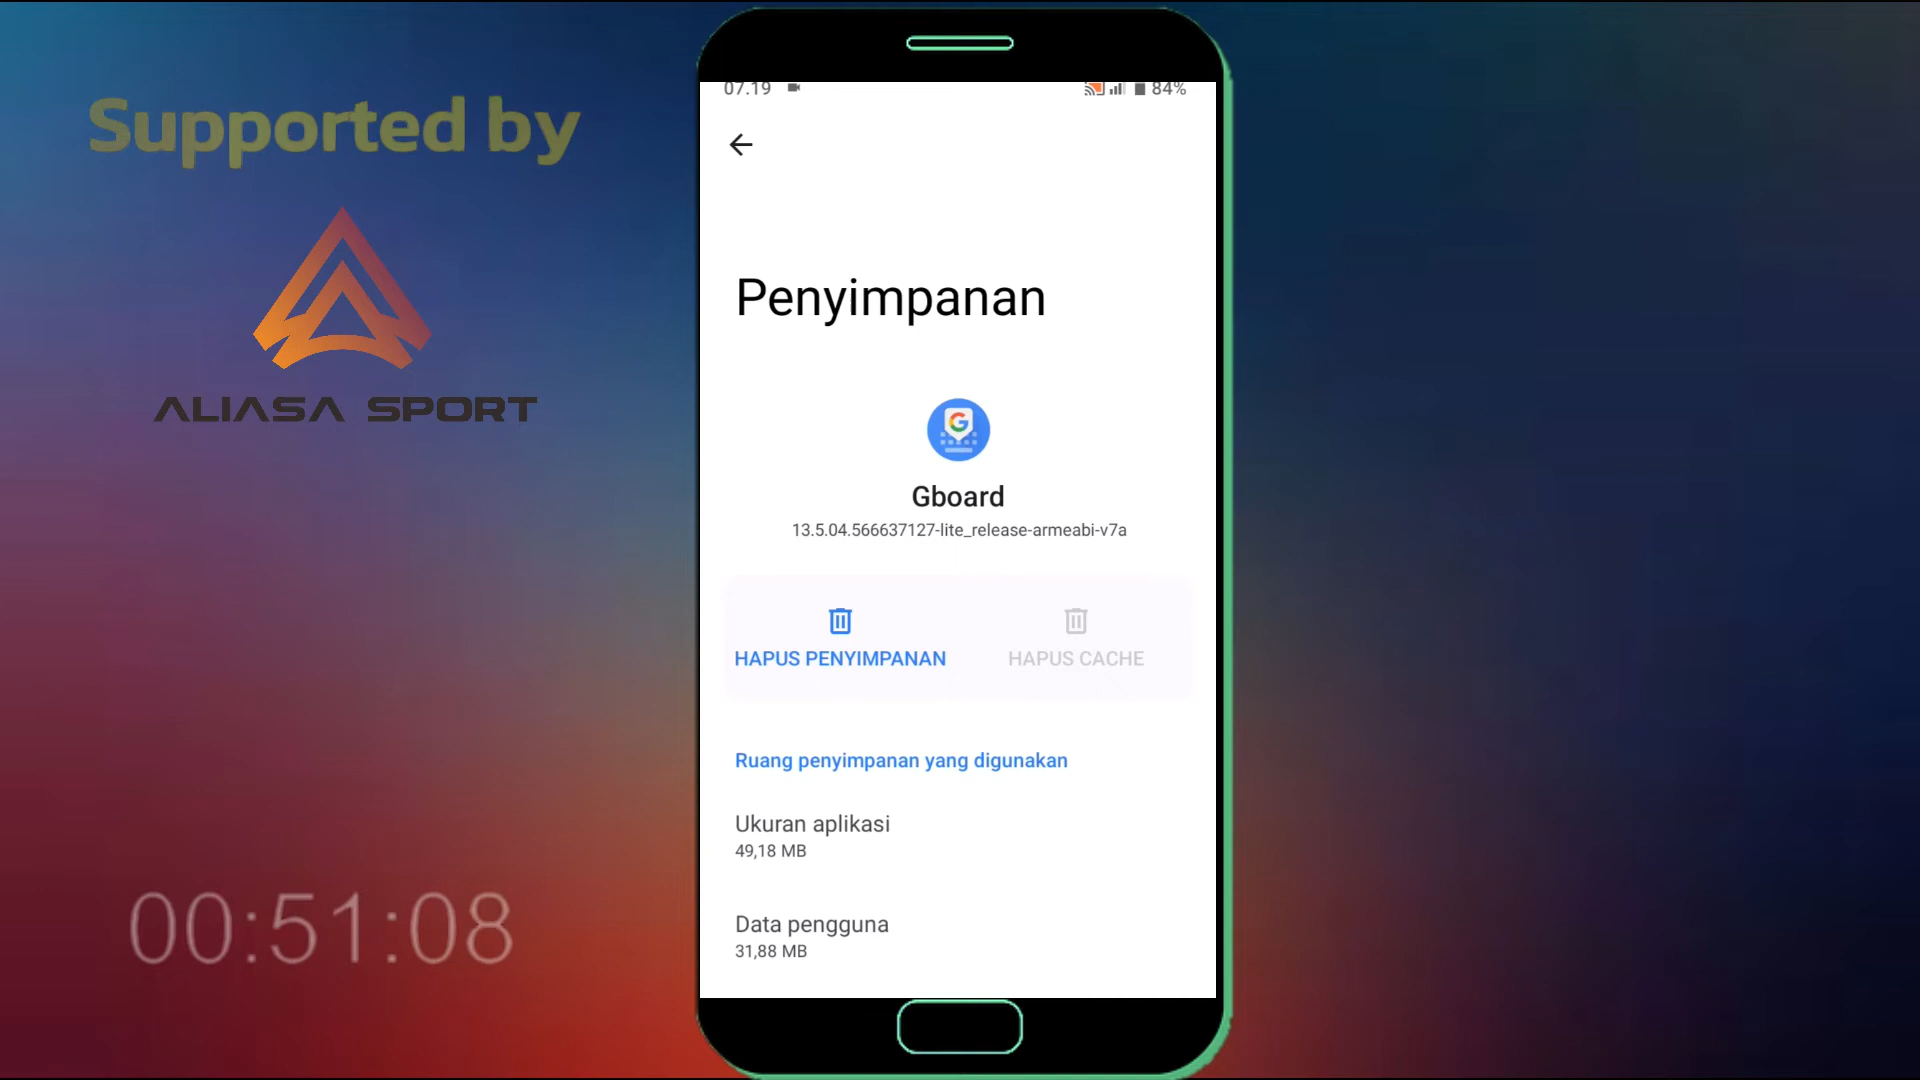 Supported by
ALIASA SPORT
00:51:08
07.19
84%
Penyimpanan
Gboard
13.5.04.566637127-lite_release-armeabi-v7a
HAPUS PENYIMPANAN
HAPUS CACHE
Ruang penyimpanan yang digunakan
Ukuran aplikasi
49,18 MB
Data pengguna
31,88 MB